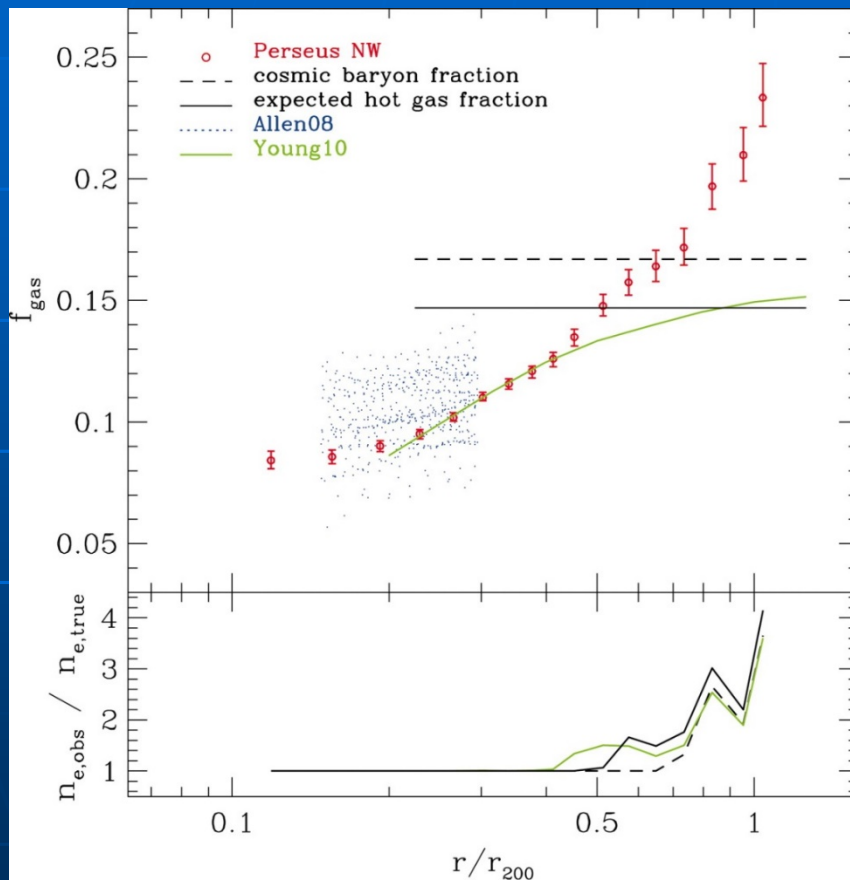 Perseus NW
cosmic baryon fraction
expected hot gas fraction
Allen08
Young10
0.25
0.2
0.15
0.1
0.05
f_gas
4
3
2
1
n_e,obs / n_e,true
0.1 0.5 1
r/r_200